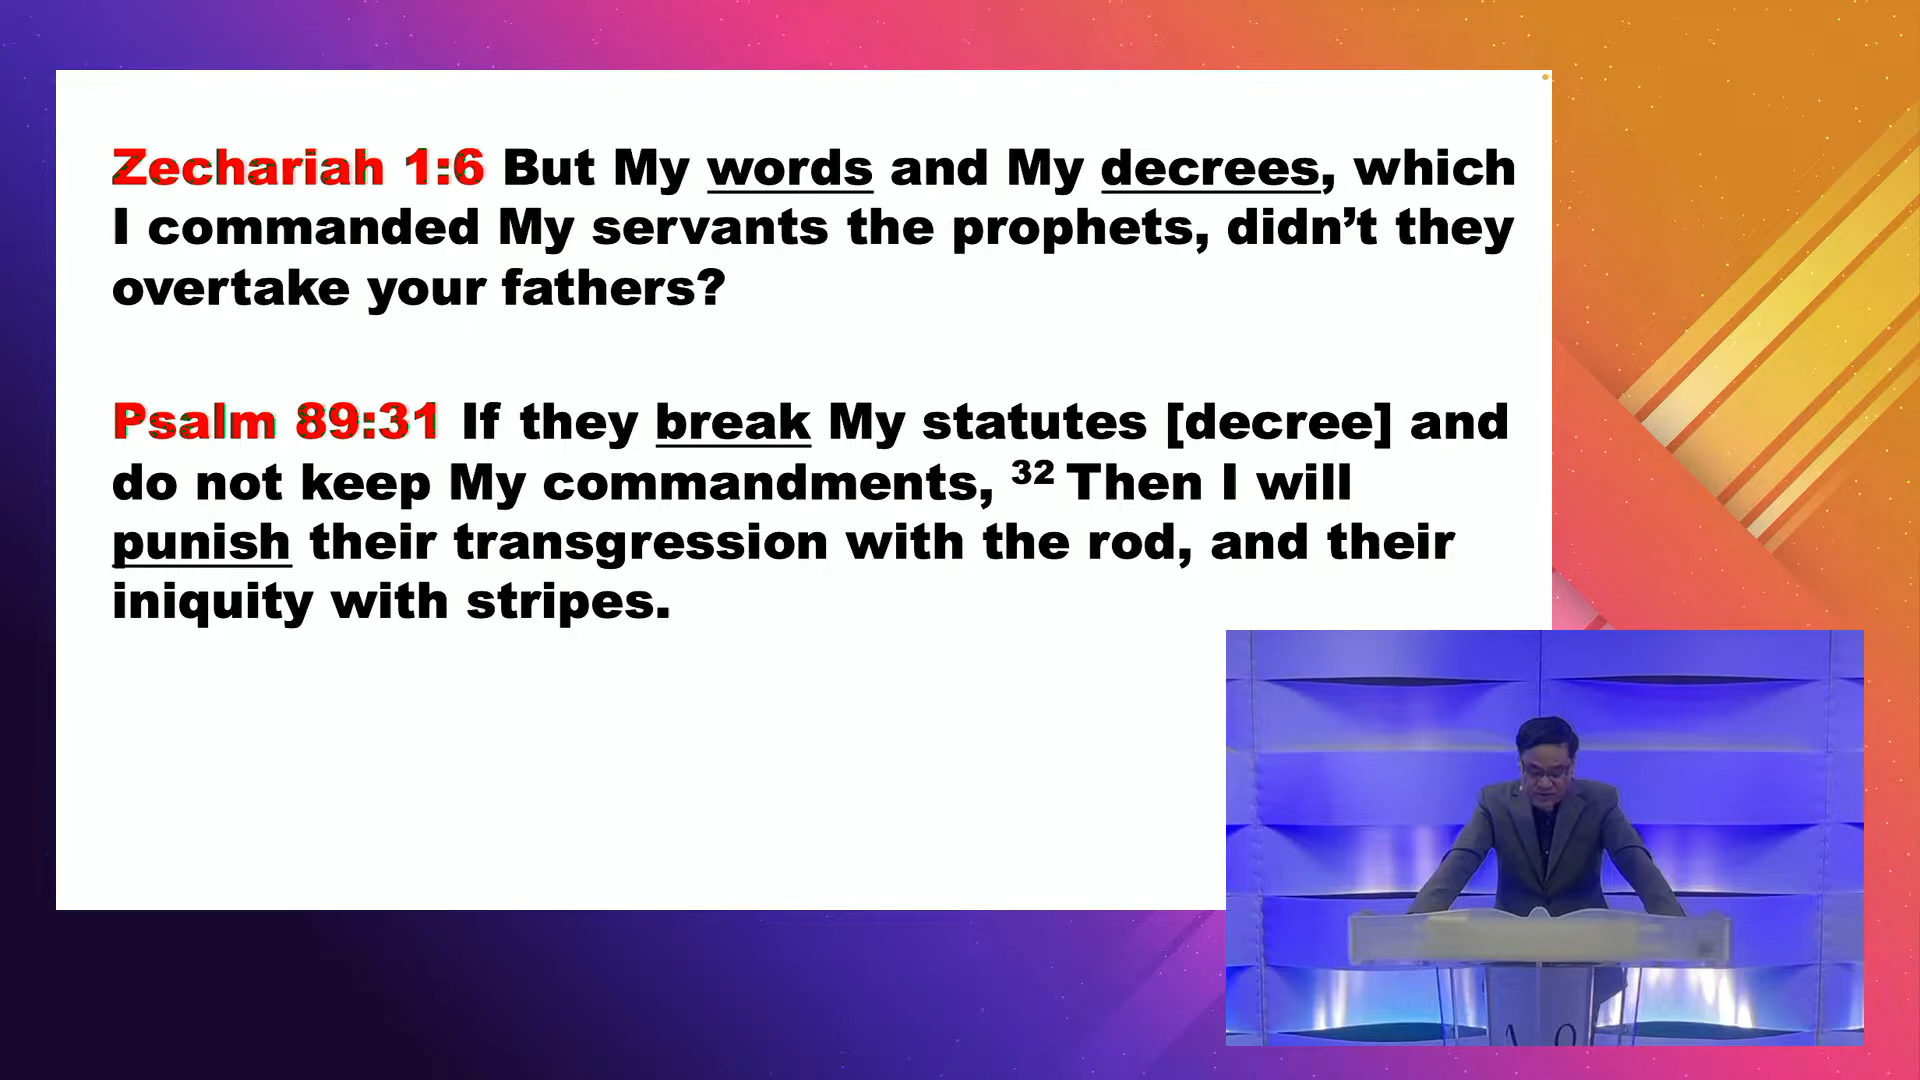 Zechariah 1:6 But My words and My decrees, which
I commanded My servants the prophets, didn’t they
overtake your fathers?
Psalm 89:31 If they break My statutes [decree] and
do not keep My commandments, ³² Then I will
punish their transgression with the rod, and their
iniquity with stripes.
Λ Ω